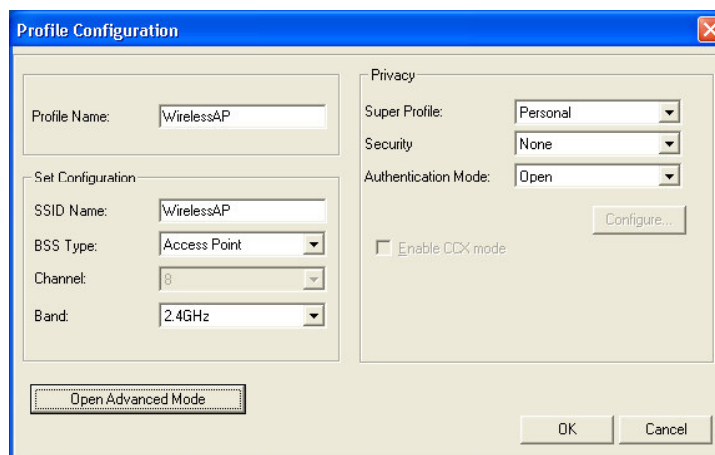 Profile Configuration
Profile Name: WirelessAP
Set Configuration
SSID Name: WirelessAP
BSS Type: Access Point
Channel: 8
Band: 2.4GHz
Open Advanced Mode
Privacy
Super Profile: Personal
Security None
Authentication Mode: Open
Configure...
Enable CCX mode
OK Cancel